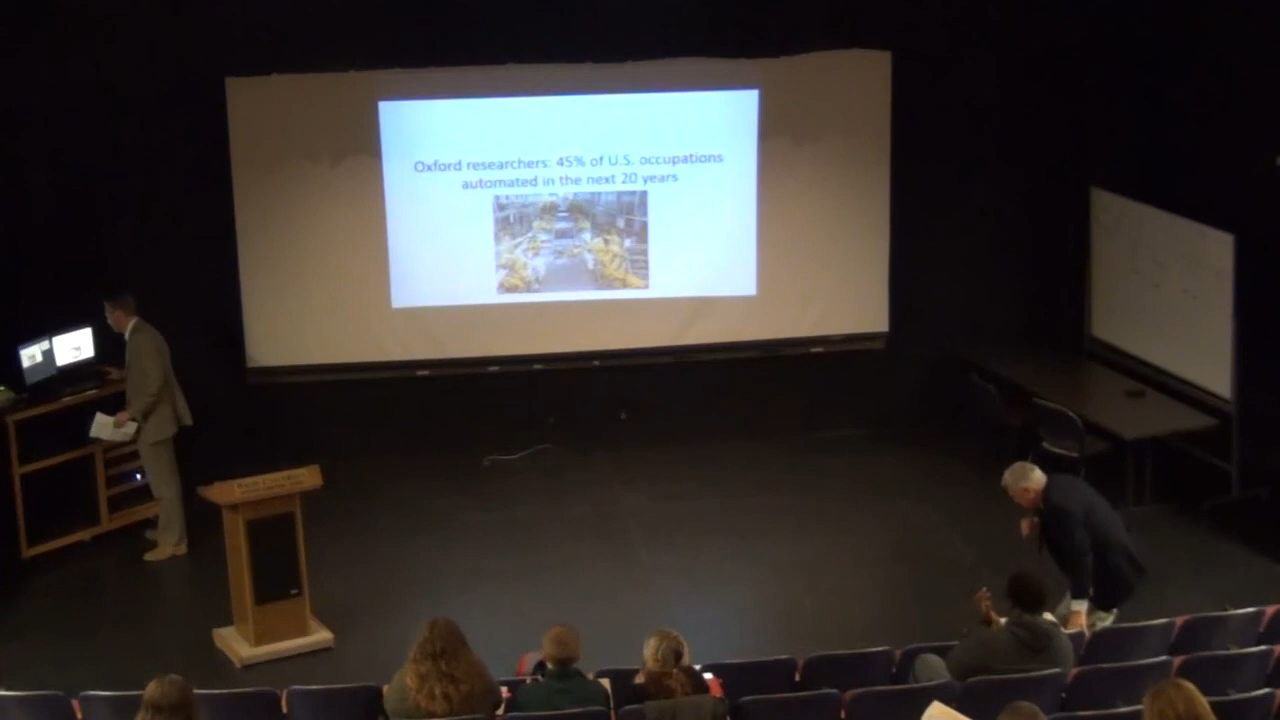 Oxford researchers: 45% of U.S. occupations
automated in the next 20 years